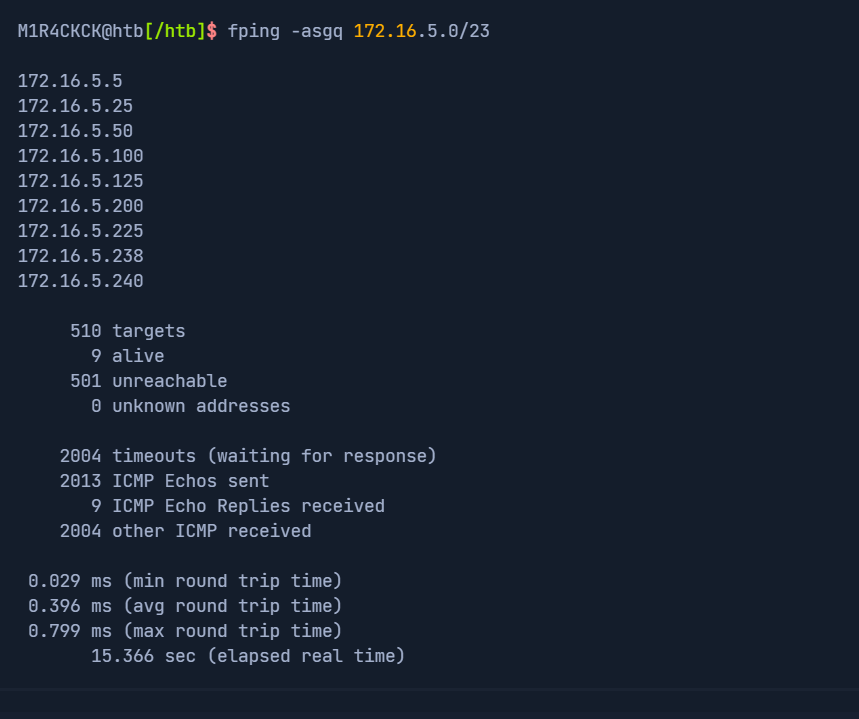 M1R4CKCK@htb[/htb]$ fping -asgq 172.16.5.0/23
172.16.5.5
172.16.5.25
172.16.5.50
172.16.5.100
172.16.5.125
172.16.5.200
172.16.5.225
172.16.5.238
172.16.5.240
510 targets
9 alive
501 unreachable
0 unknown addresses
2004 timeouts (waiting for response)
2013 ICMP Echos sent
9 ICMP Echo Replies received
2004 other ICMP received
0.029 ms (min round trip time)
0.396 ms (avg round trip time)
0.799 ms (max round trip time)
15.366 sec (elapsed real time)